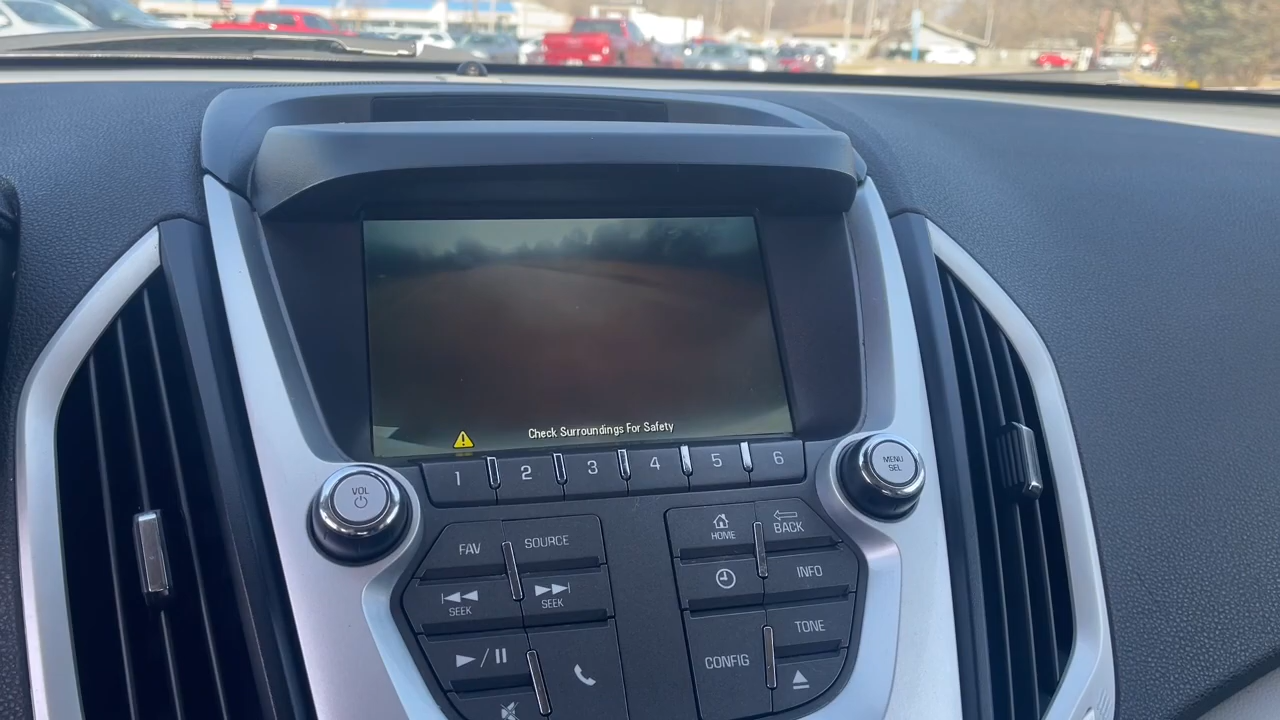 Check Surroundings For Safety
1 2 3 4 5 6
VOL
MENU
SEL
FAV
SOURCE
HOME
BACK
SEEK
SEEK
INFO
TONE
CONFIG